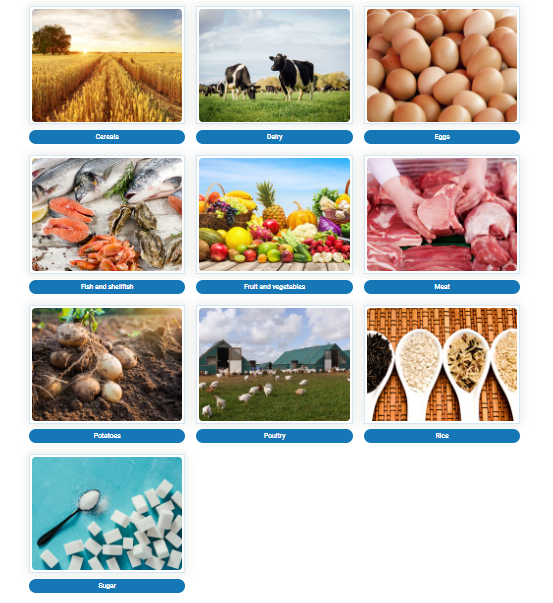 Cereals
Dairy
Eggs
Fish and shellfish
Fruit and vegetables
Meat
Potatoes
Poultry
Rice
Sugar